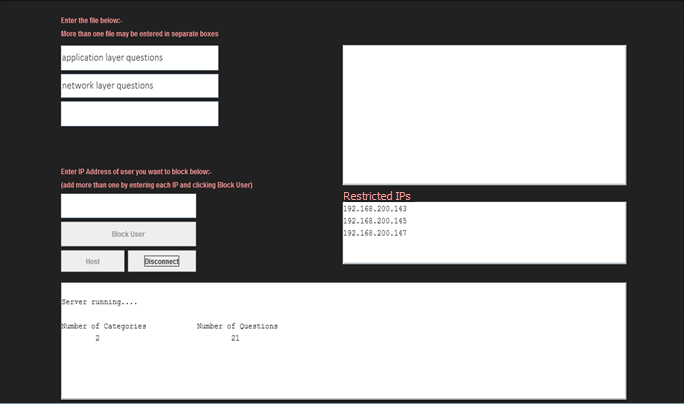 Enter the file below:-
More than one file may be entered in separate boxes
application layer questions
network layer questions
Enter IP Address of user you want to block below:-
(add more than one by entering each IP and clicking Block User)
Block User
Host Disconnect
Restricted IPs
192.168.200.143
192.168.200.145
192.168.200.147
Server running....
Number of Categories Number of Questions
2 21